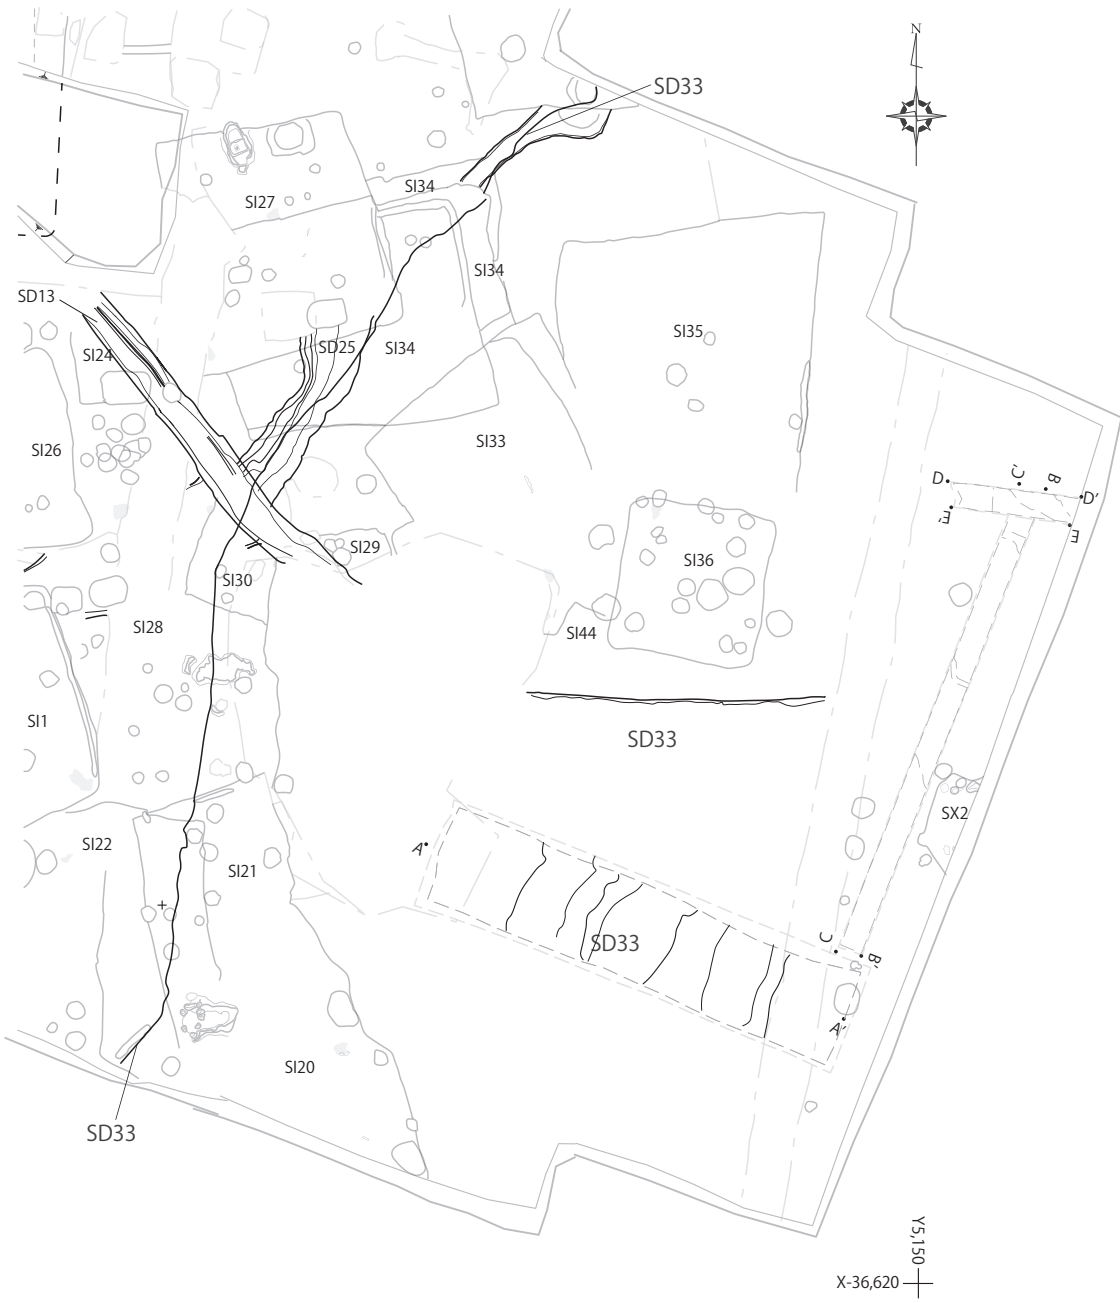 N
SD33
SI34
SI27
SI34
SD13
SI35
SI24
SD25
SI34
SI33
SI26
D
C'
B
D'
E'
E
SI29
SI36
SI30
SI28
SI44
SI1
SD33
SX2
SI22
A
SI21
SD33
C
B'
A'
SI20
SD33
Y5,150
X-36,620